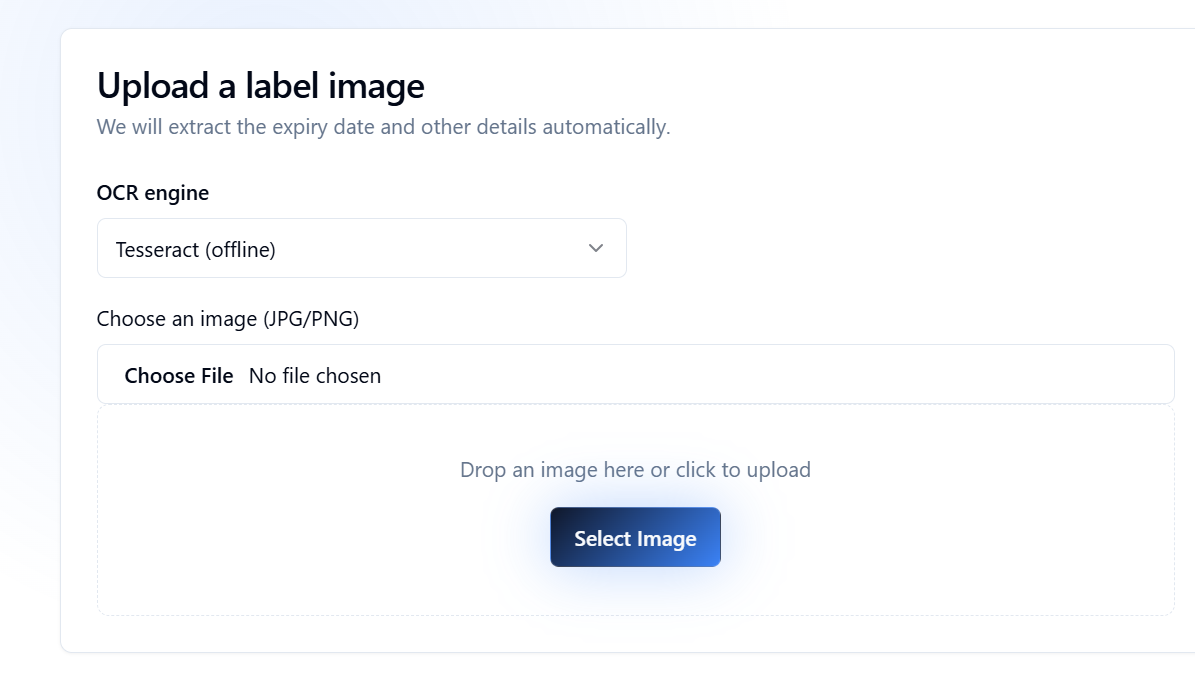 Upload a label image
We will extract the expiry date and other details automatically.
OCR engine
Tesseract (offline)
Choose an image (JPG/PNG)
Choose File No file chosen
Drop an image here or click to upload
Select Image